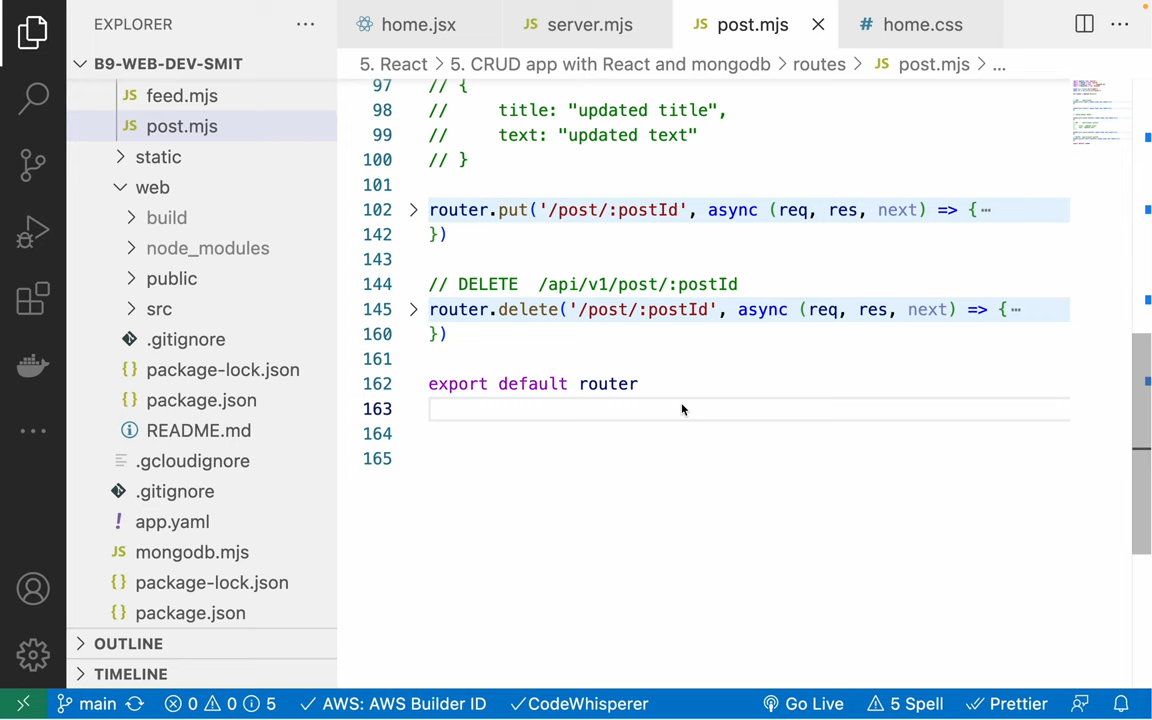 EXPLORER
B9-WEB-DEV-SMIT
JS feed.mjs
JS post.mjs
static
web
build
node_modules
public
src
.gitignore
{} package-lock.json
{} package.json
README.md
.gcloudignore
.gitignore
! app.yaml
JS mongodb.mjs
{} package-lock.json
{} package.json
OUTLINE
TIMELINE
home.jsx
JS server.mjs
JS post.mjs
# home.css
5. React > 5. CRUD app with React and mongodb > routes > JS post.mjs > ...
97 // {
98 //     title: "updated title",
99 //     text: "updated text"
100 // }
101
102 router.put('/post/:postId', async (req, res, next) => {⋯
142 })
143
144 // DELETE  /api/v1/post/:postId
145 router.delete('/post/:postId', async (req, res, next) => {⋯
160 })
161
162 export default router
163
164
165
main 0 0 5 AWS: AWS Builder ID CodeWhisperer Go Live 5 Spell Prettier